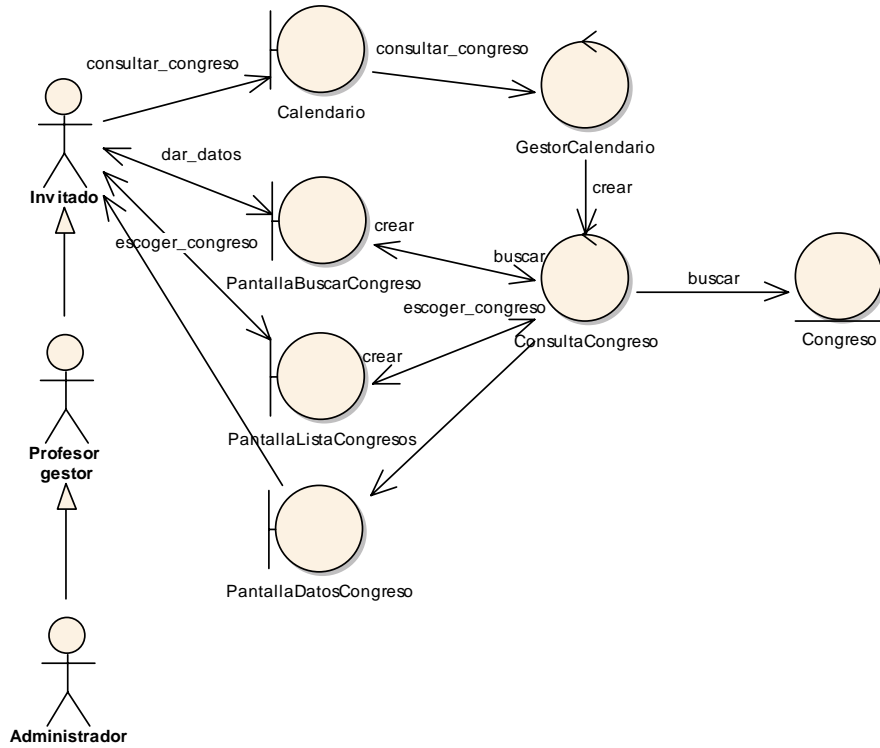 consultar_congreso
consultar_congreso
Calendario
GestorCalendario
dar_datos
crear
Invitado
crear
buscar
escoger_congreso
PantallaBuscarCongreso
buscar
escoger_congreso
ConsultaCongreso
Congreso
crear
PantallaListaCongresos
Profesor
gestor
PantallaDatosCongreso
Administrador